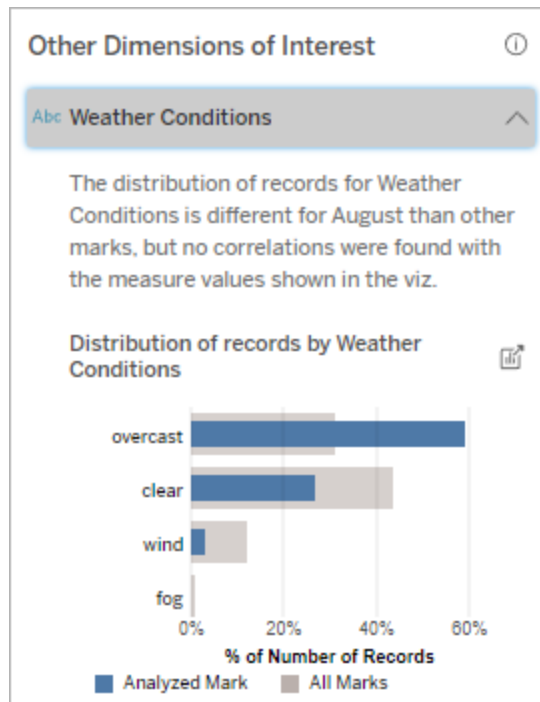 Other Dimensions of Interest
Abc Weather Conditions
The distribution of records for Weather
Conditions is different for August than other
marks, but no correlations were found with
the measure values shown in the viz.
Distribution of records by Weather
Conditions
overcast
clear
wind
fog
0% 20% 40% 60%
% of Number of Records
Analyzed Mark All Marks